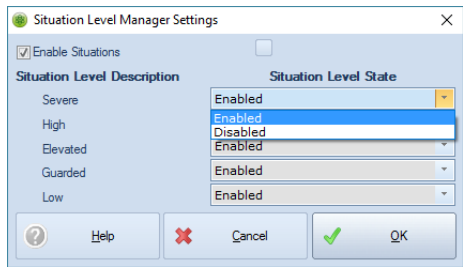 Situation Level Manager Settings
Enable Situations
Situation Level Description Situation Level State
Severe Enabled
High Enabled
Disabled
Elevated Enabled
Guarded Enabled
Low Enabled
Help Cancel OK